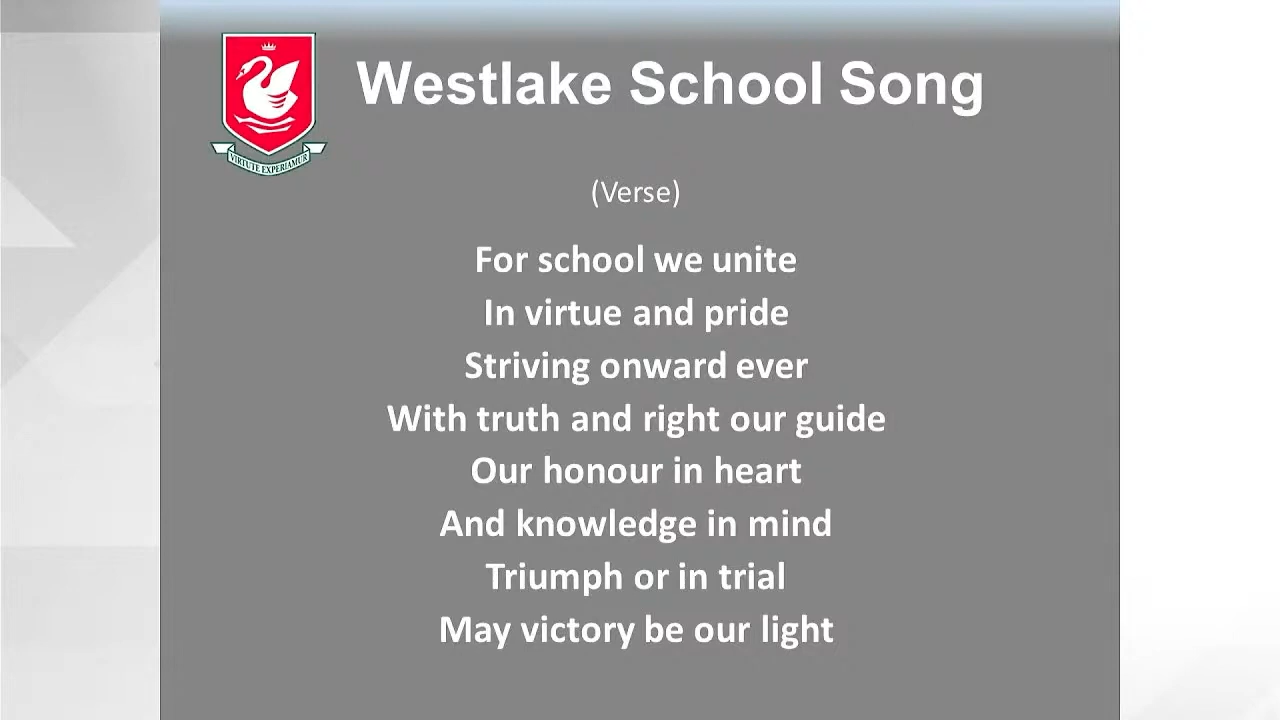 Westlake School Song
VIRTUTE EXPERIAMUR
(Verse)
For school we unite
In virtue and pride
Striving onward ever
With truth and right our guide
Our honour in heart
And knowledge in mind
Triumph or in trial
May victory be our light